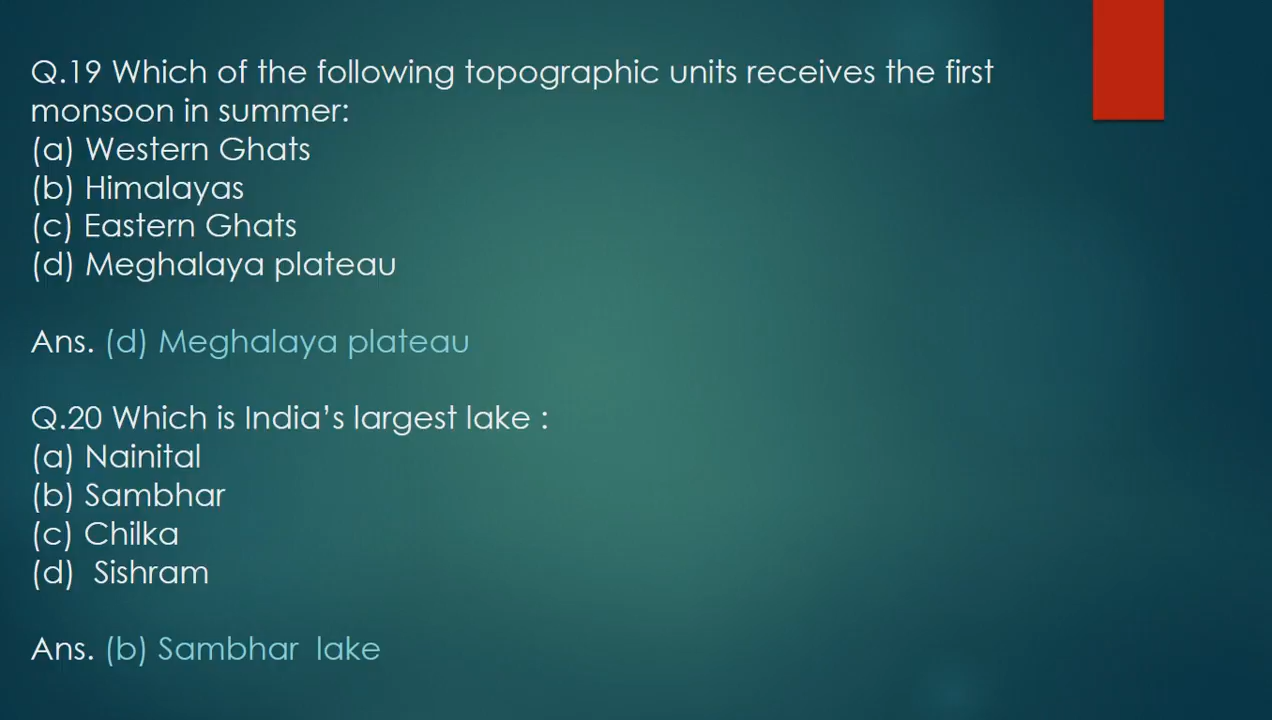 Q.19 Which of the following topographic units receives the first
monsoon in summer:
(a) Western Ghats
(b) Himalayas
(c) Eastern Ghats
(d) Meghalaya plateau
Ans. (d) Meghalaya plateau
Q.20 Which is India's largest lake :
(a) Nainital
(b) Sambhar
(c) Chilka
(d) Sishram
Ans. (b) Sambhar lake